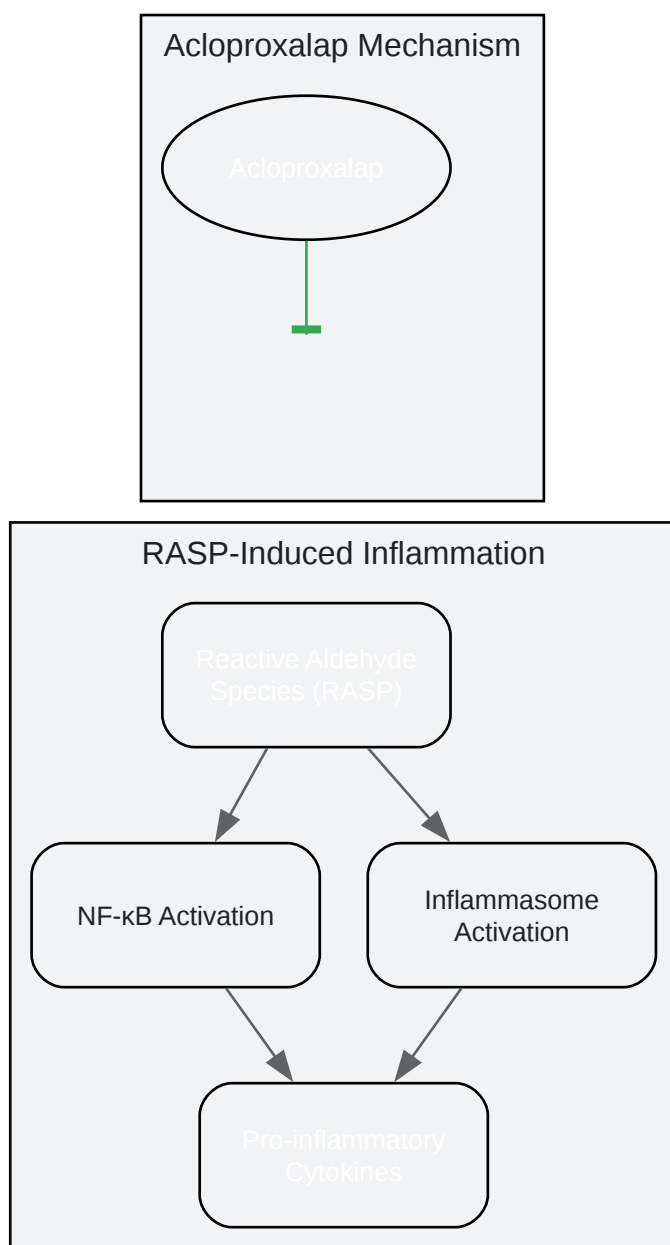 Acloproxalap Mechanism
Acloproxalap
RASP-Induced Inflammation
Reactive Aldehyde
Species (RASP)
NF-κB Activation
Inflammasome
Activation
Pro-inflammatory
Cytokines